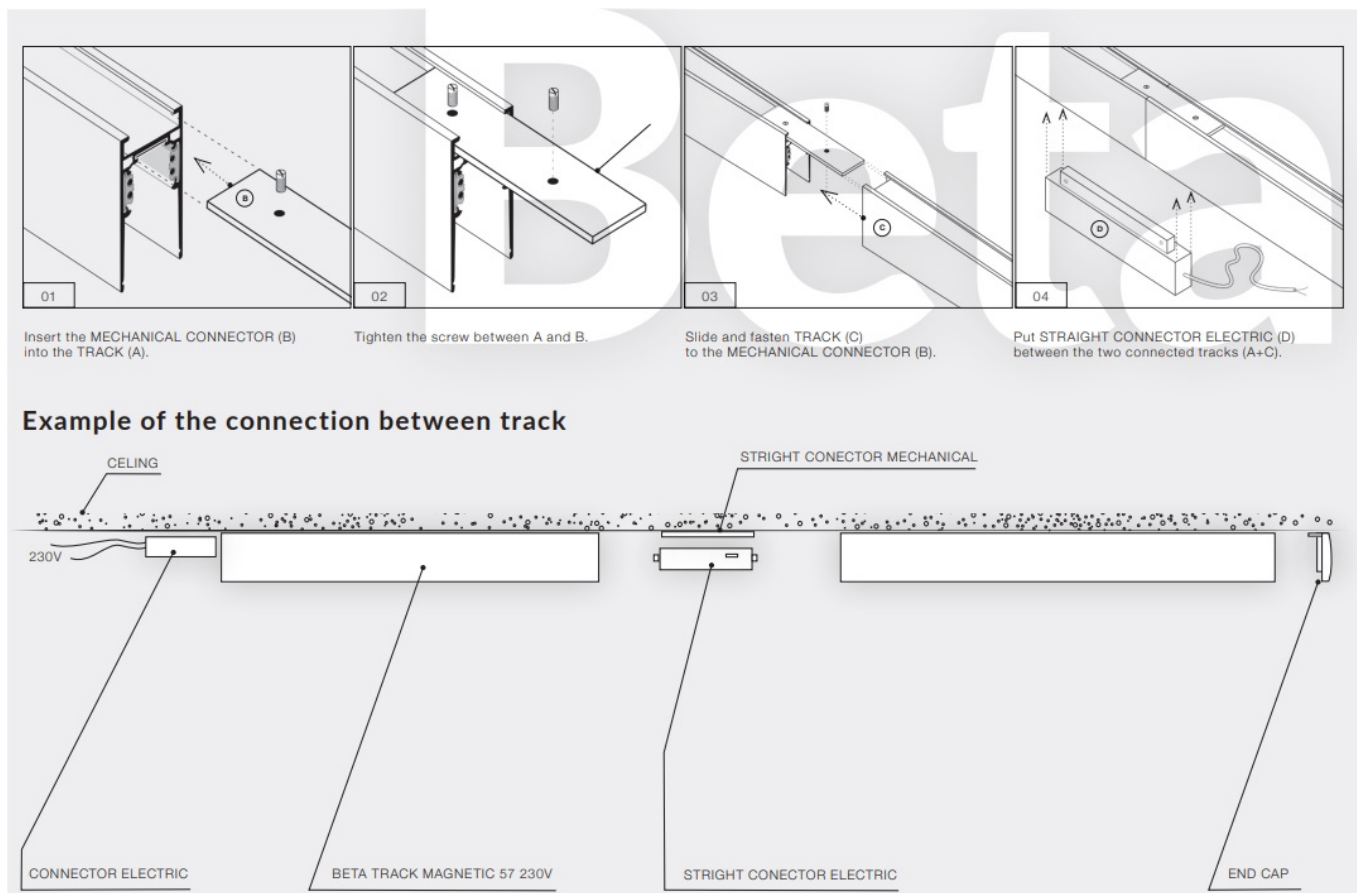 Beta
B
C
D
01
02
03
04
Insert the MECHANICAL CONNECTOR (B)
into the TRACK (A).
Tighten the screw between A and B.
Slide and fasten TRACK (C)
to the MECHANICAL CONNECTOR (B).
Put STRAIGHT CONNECTOR ELECTRIC (D)
between the two connected tracks (A+C).
Example of the connection between track
CELING
STRIGHT CONECTOR MECHANICAL
230V
CONNECTOR ELECTRIC
BETA TRACK MAGNETIC 57 230V
STRIGHT CONECTOR ELECTRIC
END CAP